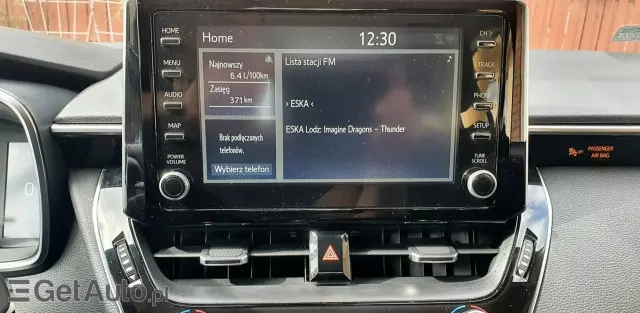 HOME
MENU
AUDIO
MAP
POWER
VOLUME
Home
12:30
Najnowszy
6.4 L/100km
Zasięg
371 km
Brak podłączonych
telefonów.
Wybierz telefon
Lista stacji FM
› ESKA ‹
ESKA Lodz: Imagine Dragons - Thunder
CH >
TRACK
PHONE
SETUP
TUNE
SCROLL
PASSENGER
AIR BAG
0
GetAuto.pl